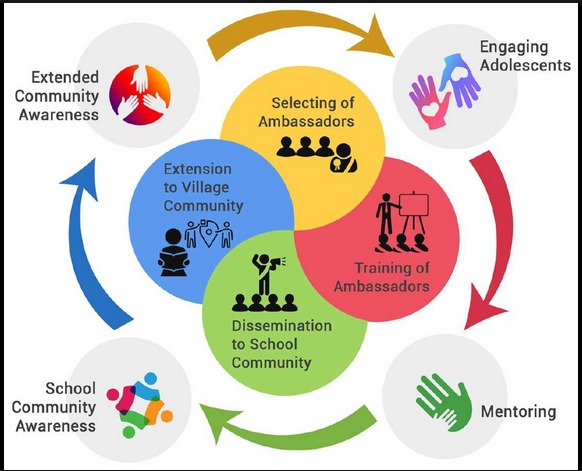 Extended
Community
Awareness
Engaging
Adolescents
Selecting of
Ambassadors
Extension
to Village
Community
Training of
Ambassadors
Dissemination
to School
Community
School
Community
Awareness
Mentoring